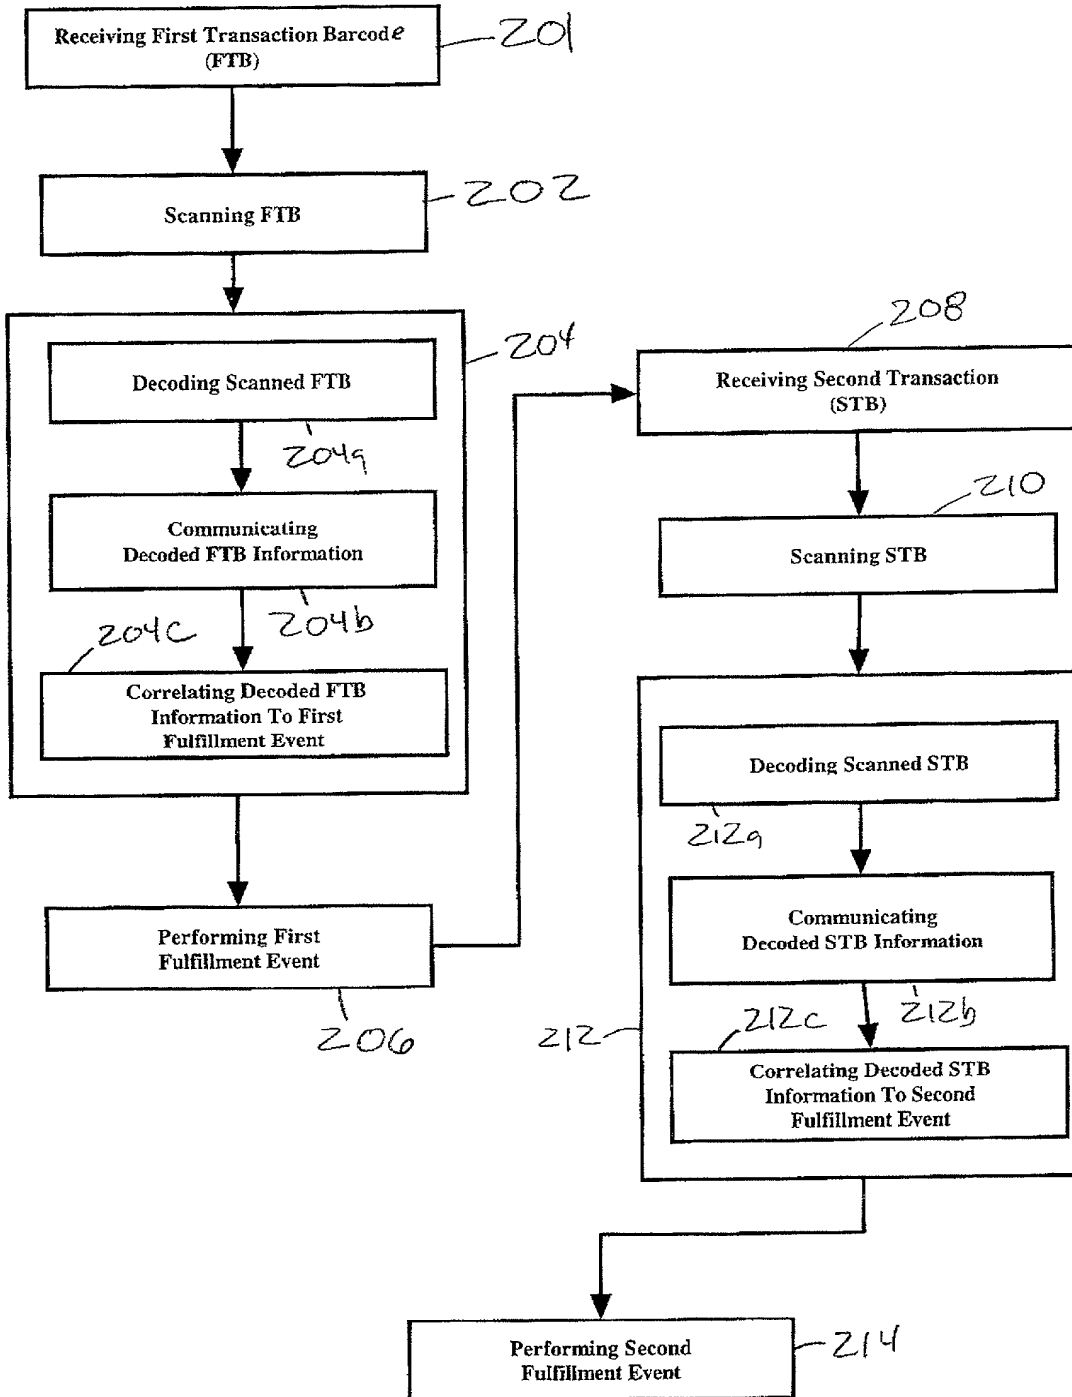 Receiving First Transaction Barcode
(FTB)
201
Scanning FTB
202
204
Decoding Scanned FTB
204a
Communicating
Decoded FTB Information
204b
204c
Correlating Decoded FTB
Information To First
Fulfillment Event
Performing First
Fulfillment Event
206
208
Receiving Second Transaction
(STB)
210
Scanning STB
212
Decoding Scanned STB
212a
Communicating
Decoded STB Information
212b
212c
Correlating Decoded STB
Information To Second
Fulfillment Event
Performing Second
Fulfillment Event
214